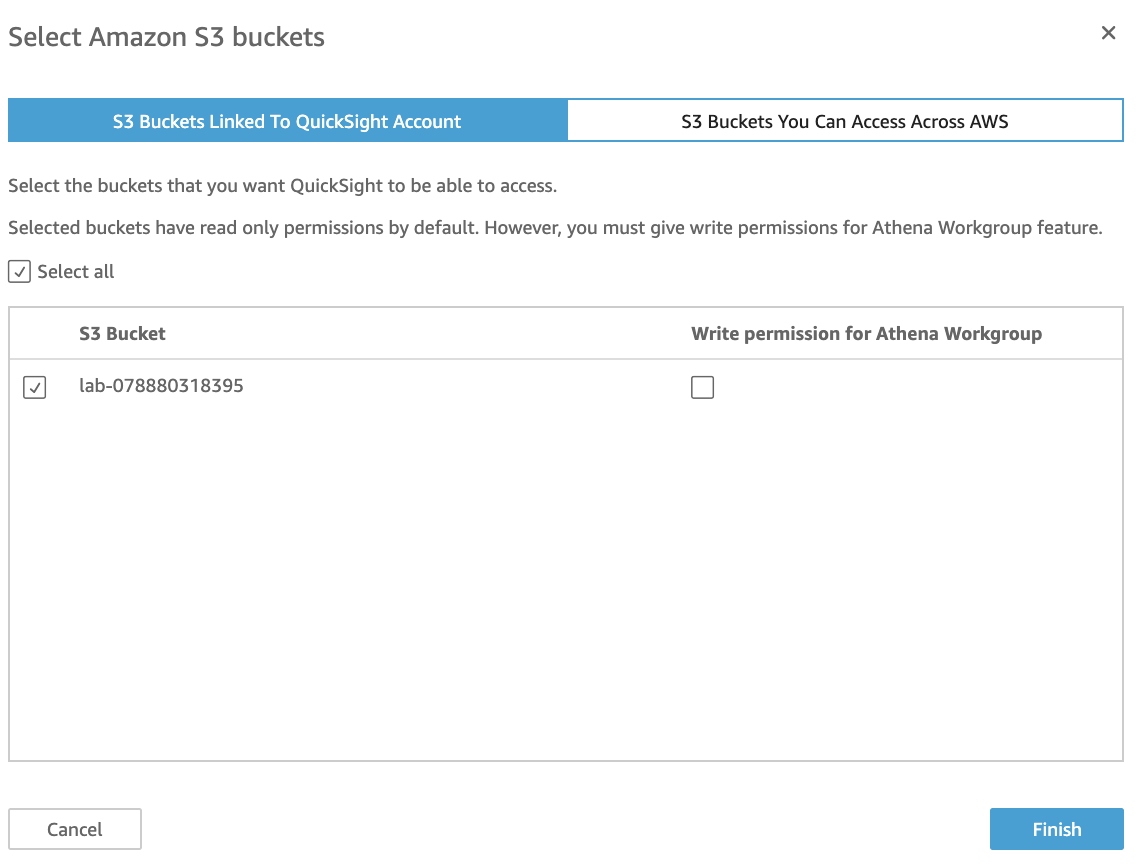 Select Amazon S3 buckets
S3 Buckets Linked To QuickSight Account
S3 Buckets You Can Access Across AWS
Select the buckets that you want QuickSight to be able to access.
Selected buckets have read only permissions by default. However, you must give write permissions for Athena Workgroup feature.
Select all
S3 Bucket
Write permission for Athena Workgroup
lab-078880318395
Cancel
Finish